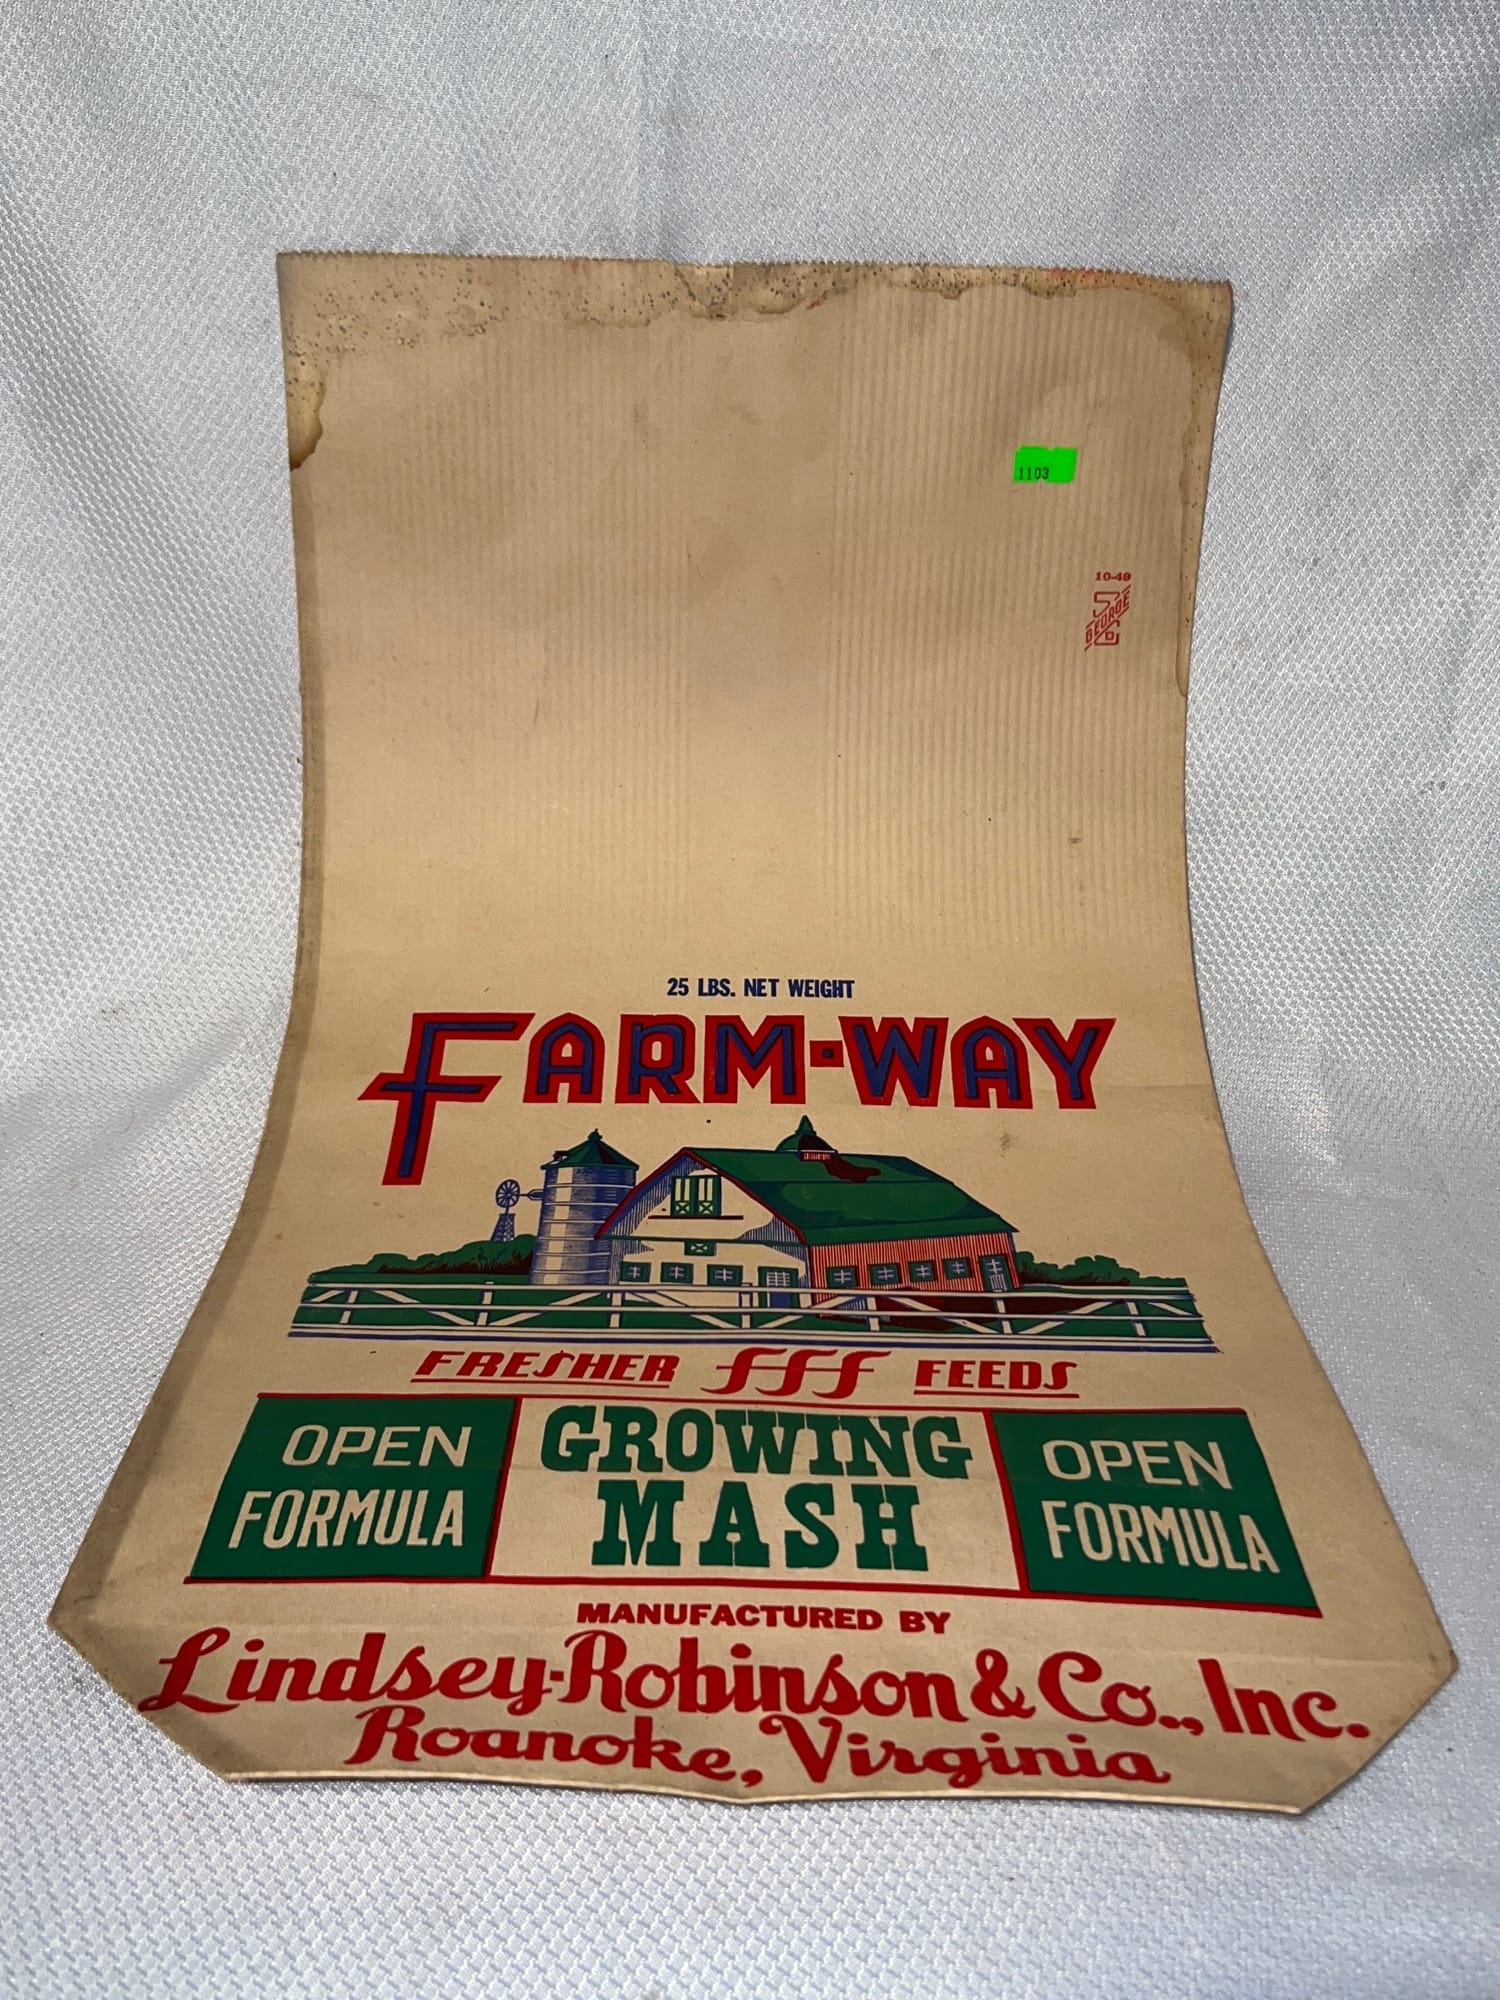 1103
10-49
GEORGE
25 LBS. NET WEIGHT
FARM-WAY
FRESHER fff FEEDS
OPEN FORMULA
GROWING MASH
OPEN FORMULA
MANUFACTURED BY
Lindsey-Robinson & Co., Inc.
Roanoke, Virginia